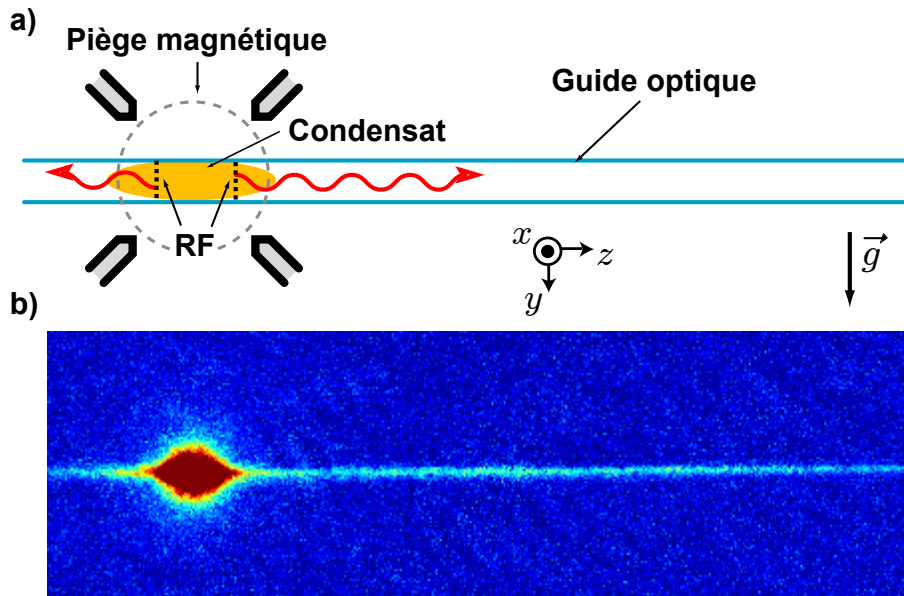 a)
Piège magnétique
Guide optique
Condensat
RF
x
z
y
g
b)